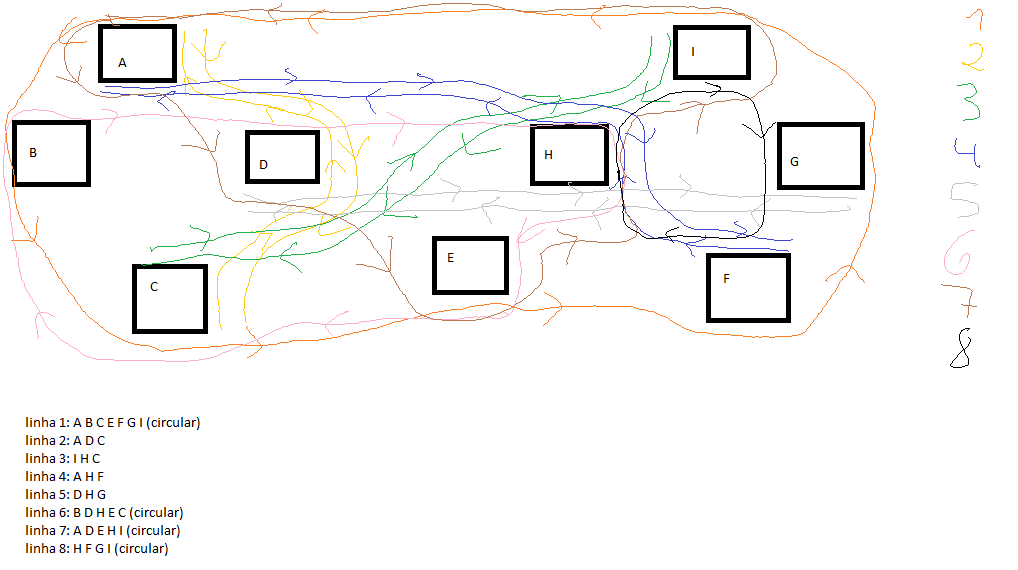 1
A
I
2
3
B
D
H
G
4
5
E
6
C
F
7
8
linha 1: A B C E F G I (circular)
linha 2: A D C
linha 3: I H C
linha 4: A H F
linha 5: D H G
linha 6: B D H E C (circular)
linha 7: A D E H I (circular)
linha 8: H F G I (circular)